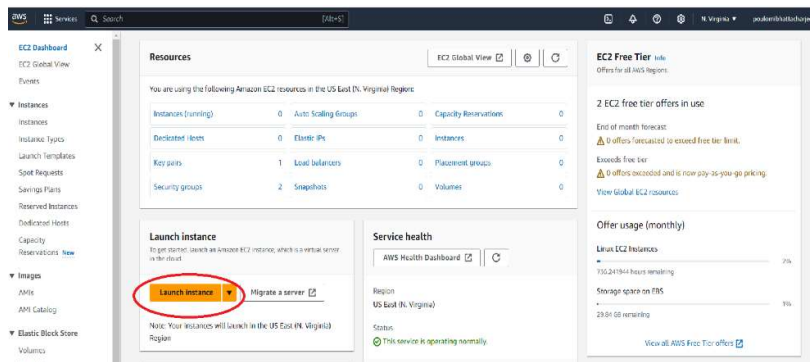 aws
Services
Search
[Alt+S]
N. Virginia
EC2 Dashboard
EC2 Global View
Events
Instances
Instances
Instance Types
Launch Templates
Spot Requests
Savings Plans
Reserved Instances
Dedicated Hosts
Capacity
Reservations New
Images
AMIs
AMI Catalog
Elastic Block Store
Volumes
Resources
EC2 Global View
You are using the following Amazon EC2 resources in the US East (N. Virginia) Region:
Instances (running) 0 Auto Scaling Groups 0 Capacity Reservations 0
Dedicated Hosts 0 Elastic IPs 0 Instances 0
Key pairs 1 Load balancers 0 Placement groups 0
Security groups 2 Snapshots 0 Volumes 0
Launch instance
To get started, launch an Amazon EC2 instance, which is a virtual server
in the cloud.
Launch instance
Migrate a server
Note: Your instances will launch in the US East (N. Virginia)
Region
Service health
AWS Health Dashboard
Region
US East (N. Virginia)
Status
This service is operating normally.
EC2 Free Tier Info
Offers for all AWS Regions.
2 EC2 free tier offers in use
End of month forecast
0 offers forecasted to exceed free tier limit.
Exceeds free tier
0 offers exceeded and is now pay-as-you-go pricing.
View Global EC2 resources
Offer usage (monthly)
Linux EC2 Instances
2%
736.241944 hours remaining
Storage space on EBS
1%
29.84 GB remaining
View all AWS Free Tier offers